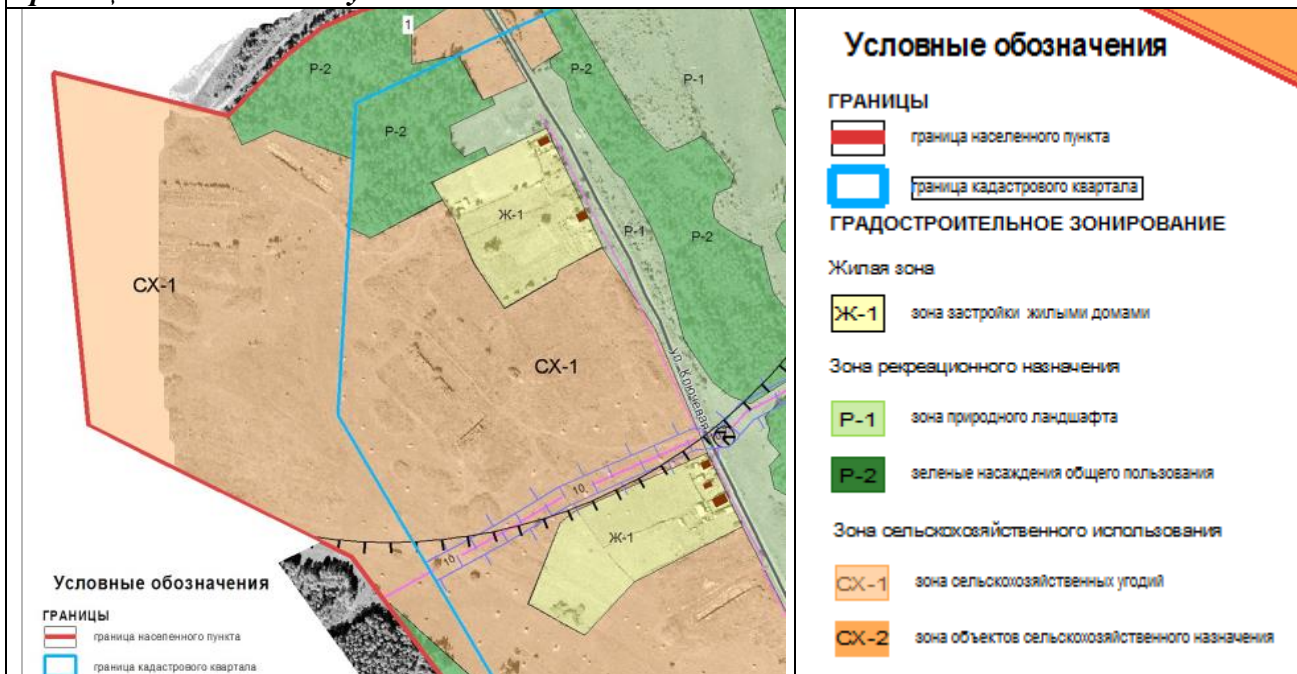 1
Р-2
Р-2
Р-1
Р-2
Ж-1
Р-1
Р-2
СХ-1
СХ-1
ул. Ключевая
10
10
Ж-1
Условные обозначения
ГРАНИЦЫ
граница населенного пункта
граница кадастрового квартала
Условные обозначения
ГРАНИЦЫ
граница населенного пункта
граница кадастрового квартала
ГРАДОСТРОИТЕЛЬНОЕ ЗОНИРОВАНИЕ
Жилая зона
Ж-1 зона застройки жилыми домами
Зона рекреационного назначения
Р-1 зона природного ландшафта
Р-2 зеленые насаждения общего пользования
Зона сельскохозяйственного использования
СХ-1 зона сельскохозяйственных угодий
СХ-2 зона объектов сельскохозяйственного назначения